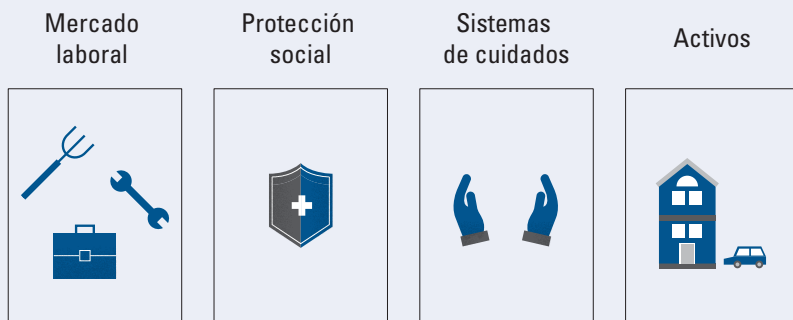 Mercado
laboral
Protección
social
Sistemas
de cuidados
Activos